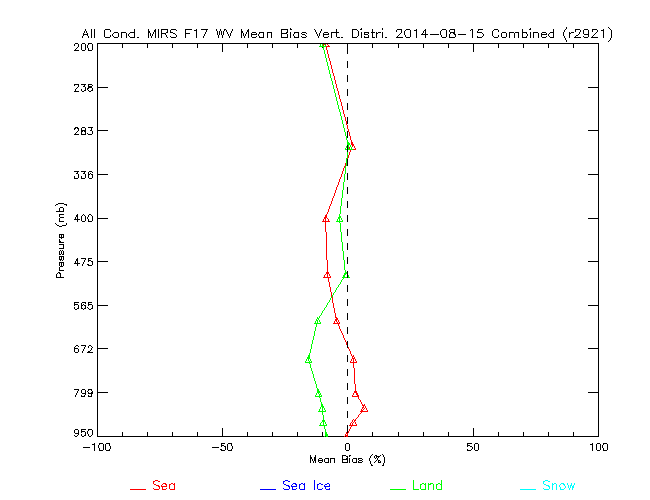 All Cond. MIRS F17 WV Mean Bias Vert. Distri. 2014-08-15 Combined (r2921)
200
238
283
336
400
475
565
672
799
950
Pressure (mb)
-100 -50 0 50 100
Mean Bias (%)
Sea Sea Ice Land Snow